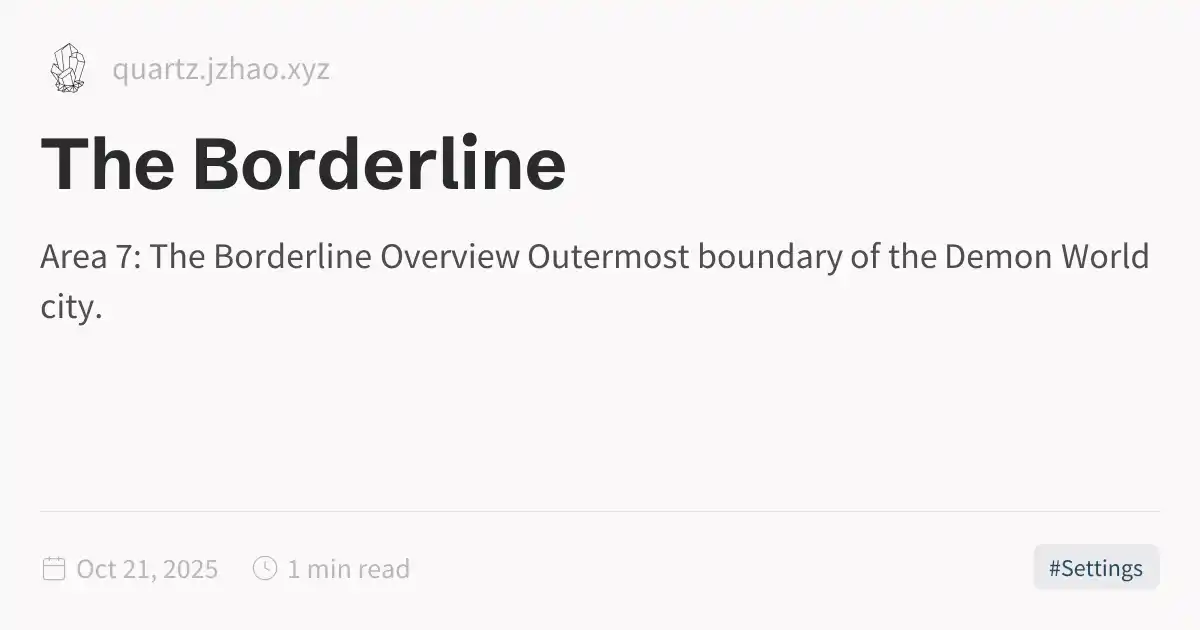 quartz.jzhao.xyz
The Borderline
Area 7: The Borderline Overview Outermost boundary of the Demon World
city.
Oct 21, 2025 1 min read
#Settings